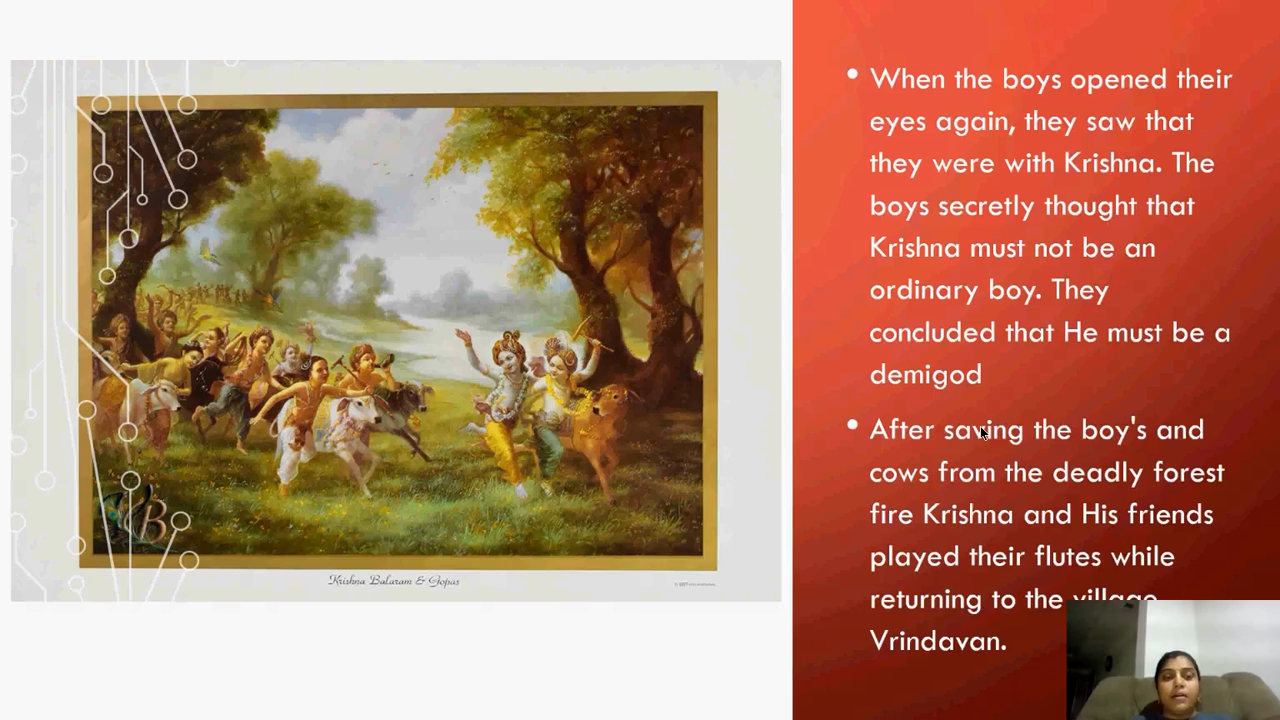 When the boys opened their
eyes again, they saw that
they were with Krishna. The
boys secretly thought that
Krishna must not be an
ordinary boy. They
concluded that He must be a
demigod
After saving the boy's and
cows from the deadly forest
fire Krishna and His friends
played their flutes while
returning to the village
Vrindavan.
Krishna Balaram & Gopas